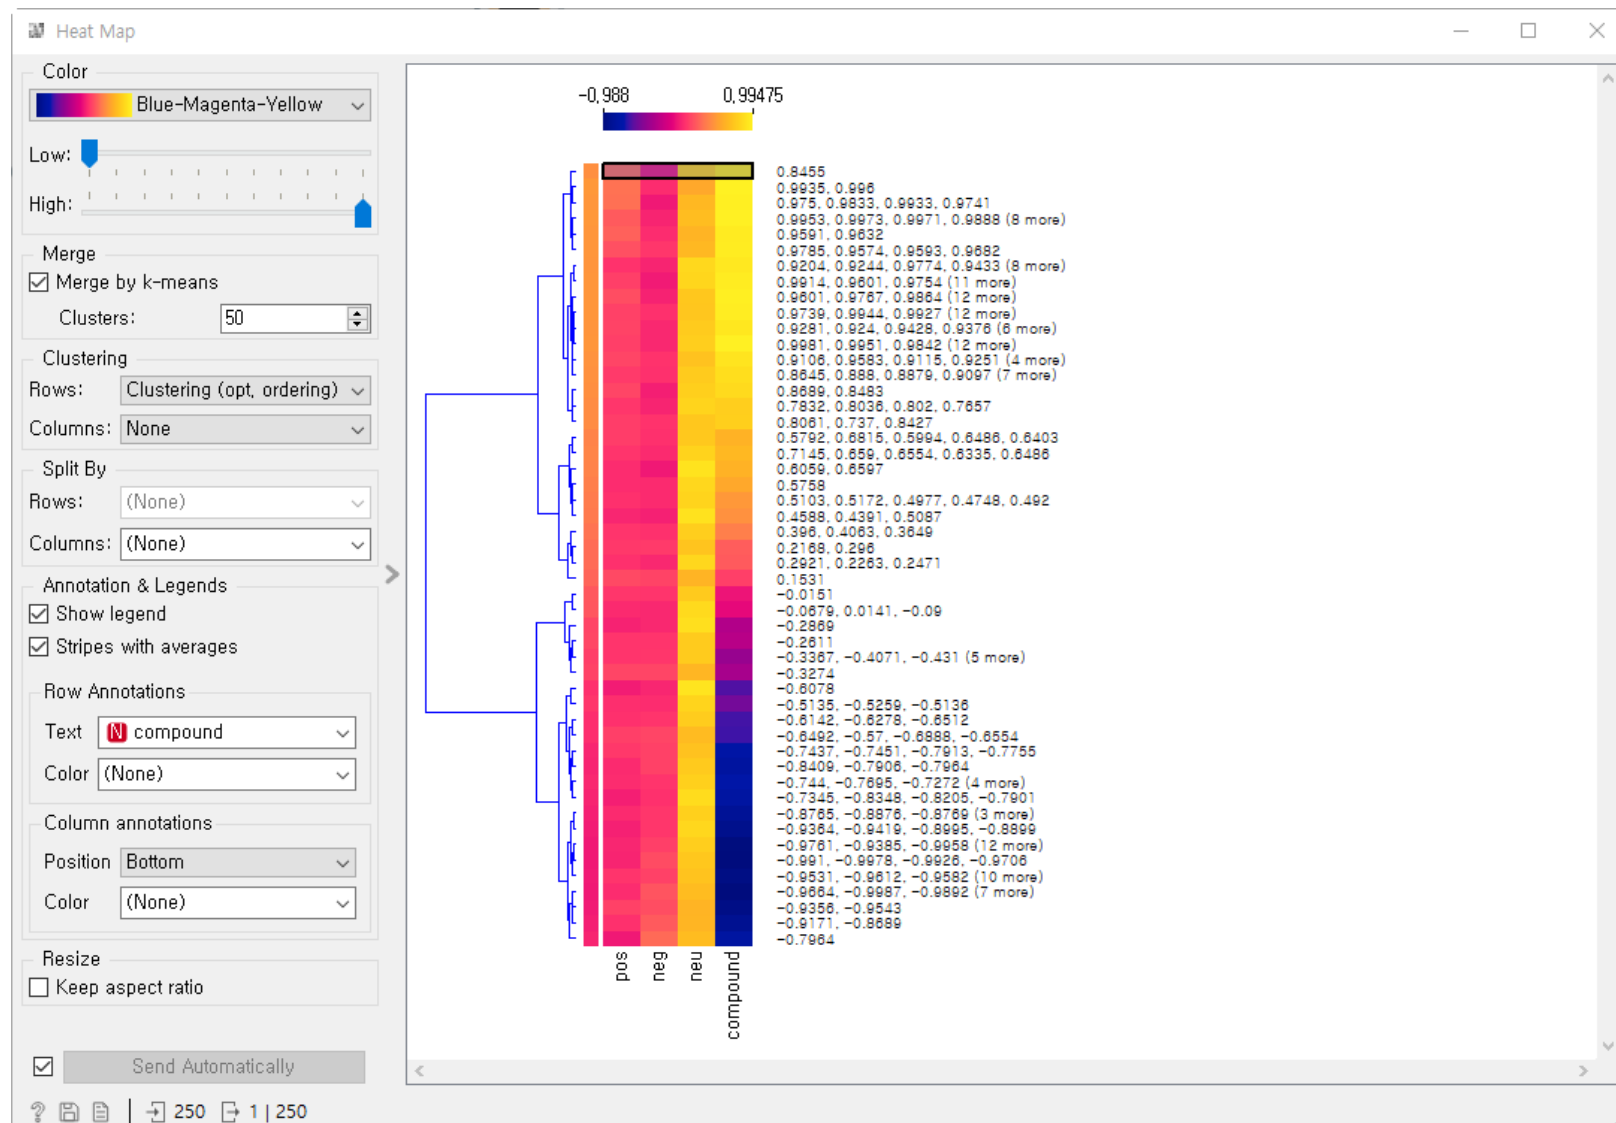 Heat Map
Color
Blue-Magenta-Yellow
Low:
High:
Merge
Merge by k-means
Clusters: 50
Clustering
Rows: Clustering (opt, ordering)
Columns: None
Split By
Rows: (None)
Columns: (None)
Annotation & Legends
Show legend
Stripes with averages
Row Annotations
Text N compound
Color (None)
Column annotations
Position Bottom
Color (None)
Resize
Keep aspect ratio
Send Automatically
? 250 1 | 250
-0,988 0,99475
0.8455
0.9935, 0.996
0.975, 0.9833, 0.9933, 0.9741
0.9953, 0.9973, 0.9971, 0.9888 (8 more)
0.9591, 0.9632
0.9785, 0.9574, 0.9593, 0.9682
0.9204, 0.9244, 0.9774, 0.9433 (8 more)
0.9914, 0.9601, 0.9754 (11 more)
0.9601, 0.9767, 0.9864 (12 more)
0.9739, 0.9944, 0.9927 (12 more)
0.9281, 0.924, 0.9428, 0.9376 (6 more)
0.9981, 0.9951, 0.9842 (12 more)
0.9106, 0.9583, 0.9115, 0.9251 (4 more)
0.8645, 0.888, 0.8879, 0.9097 (7 more)
0.8689, 0.8483
0.7832, 0.8036, 0.802, 0.7657
0.8061, 0.737, 0.8427
0.5792, 0.6815, 0.5994, 0.6486, 0.6403
0.7145, 0.659, 0.6554, 0.6335, 0.6486
0.6059, 0.6597
0.5758
0.5103, 0.5172, 0.4977, 0.4748, 0.492
0.4588, 0.4391, 0.5087
0.396, 0.4063, 0.3649
0.2168, 0.296
0.2921, 0.2263, 0.2471
0.1531
-0.0151
-0.0679, 0.0141, -0.09
-0.2869
-0.2611
-0.3367, -0.4071, -0.431 (5 more)
-0.3274
-0.6078
-0.5135, -0.5259, -0.5136
-0.6142, -0.6278, -0.6512
-0.6492, -0.57, -0.6888, -0.6554
-0.7437, -0.7451, -0.7913, -0.7755
-0.8409, -0.7906, -0.7964
-0.744, -0.7695, -0.7272 (4 more)
-0.7345, -0.8348, -0.8205, -0.7901
-0.8765, -0.8876, -0.8769 (3 more)
-0.9364, -0.9419, -0.8995, -0.8899
-0.9761, -0.9385, -0.9958 (12 more)
-0.991, -0.9978, -0.9926, -0.9706
-0.9531, -0.9612, -0.9582 (10 more)
-0.9664, -0.9987, -0.9892 (7 more)
-0.9356, -0.9543
-0.9171, -0.8689
-0.7964
pos
neg
neu
compound